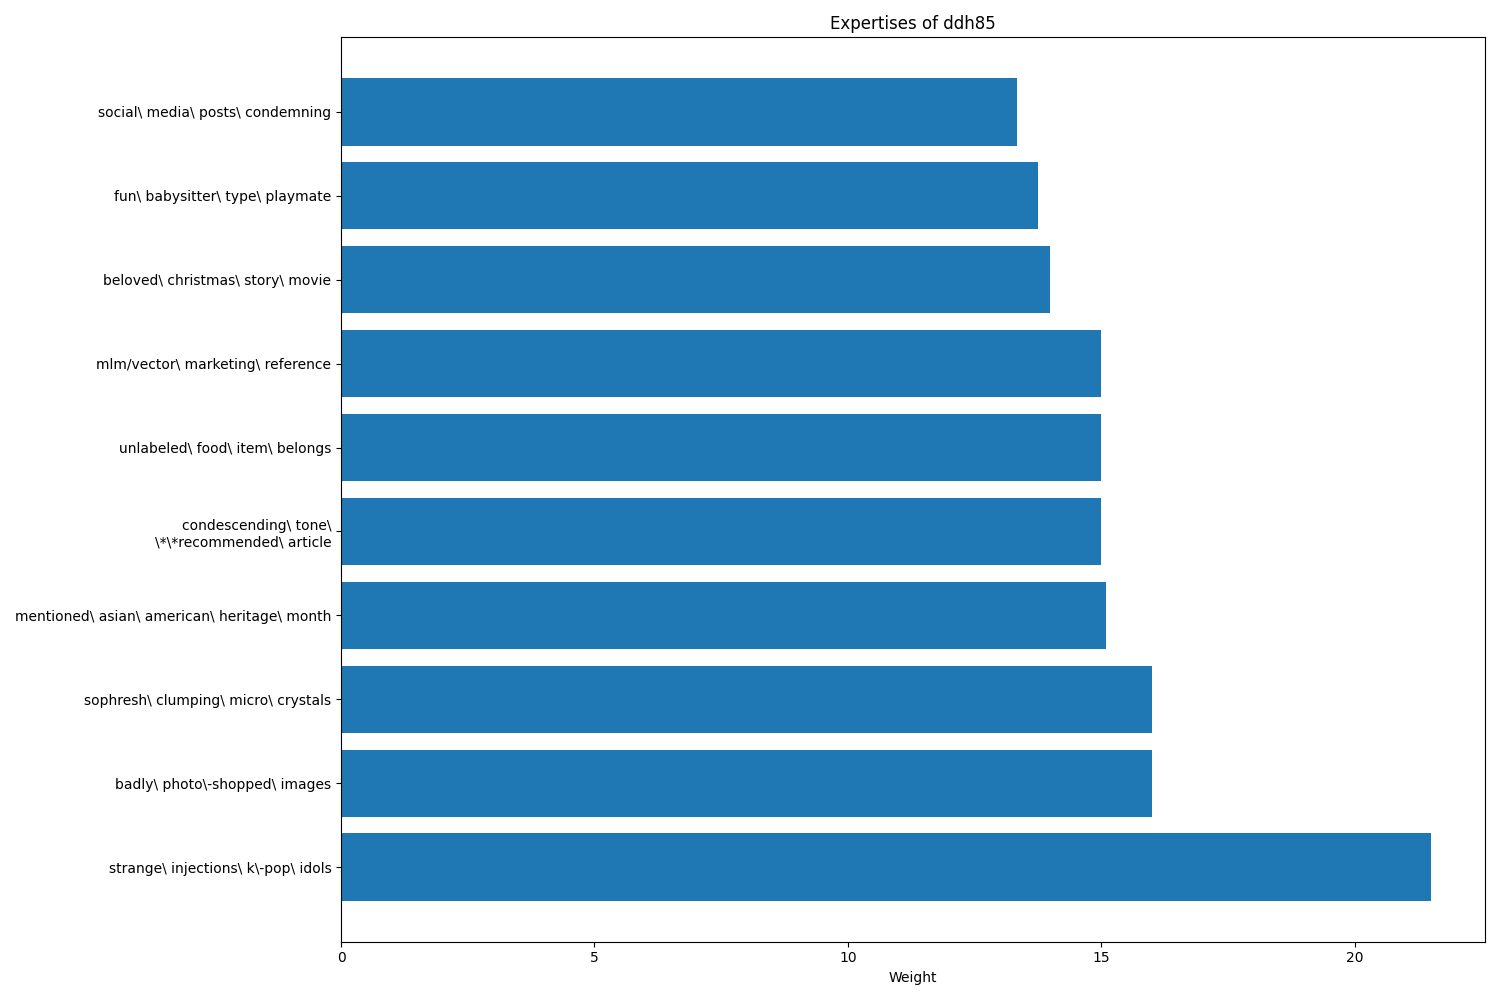 Expertises of ddh85
social\ media\ posts\ condemning
fun\ babysitter\ type\ playmate
beloved\ christmas\ story\ movie
mlm/vector\ marketing\ reference
unlabeled\ food\ item\ belongs
condescending\ tone\
\*\*recommended\ article
mentioned\ asian\ american\ heritage\ month
sophresh\ clumping\ micro\ crystals
badly\ photo\-shopped\ images
strange\ injections\ k\-pop\ idols
0 5 10 15 20
Weight